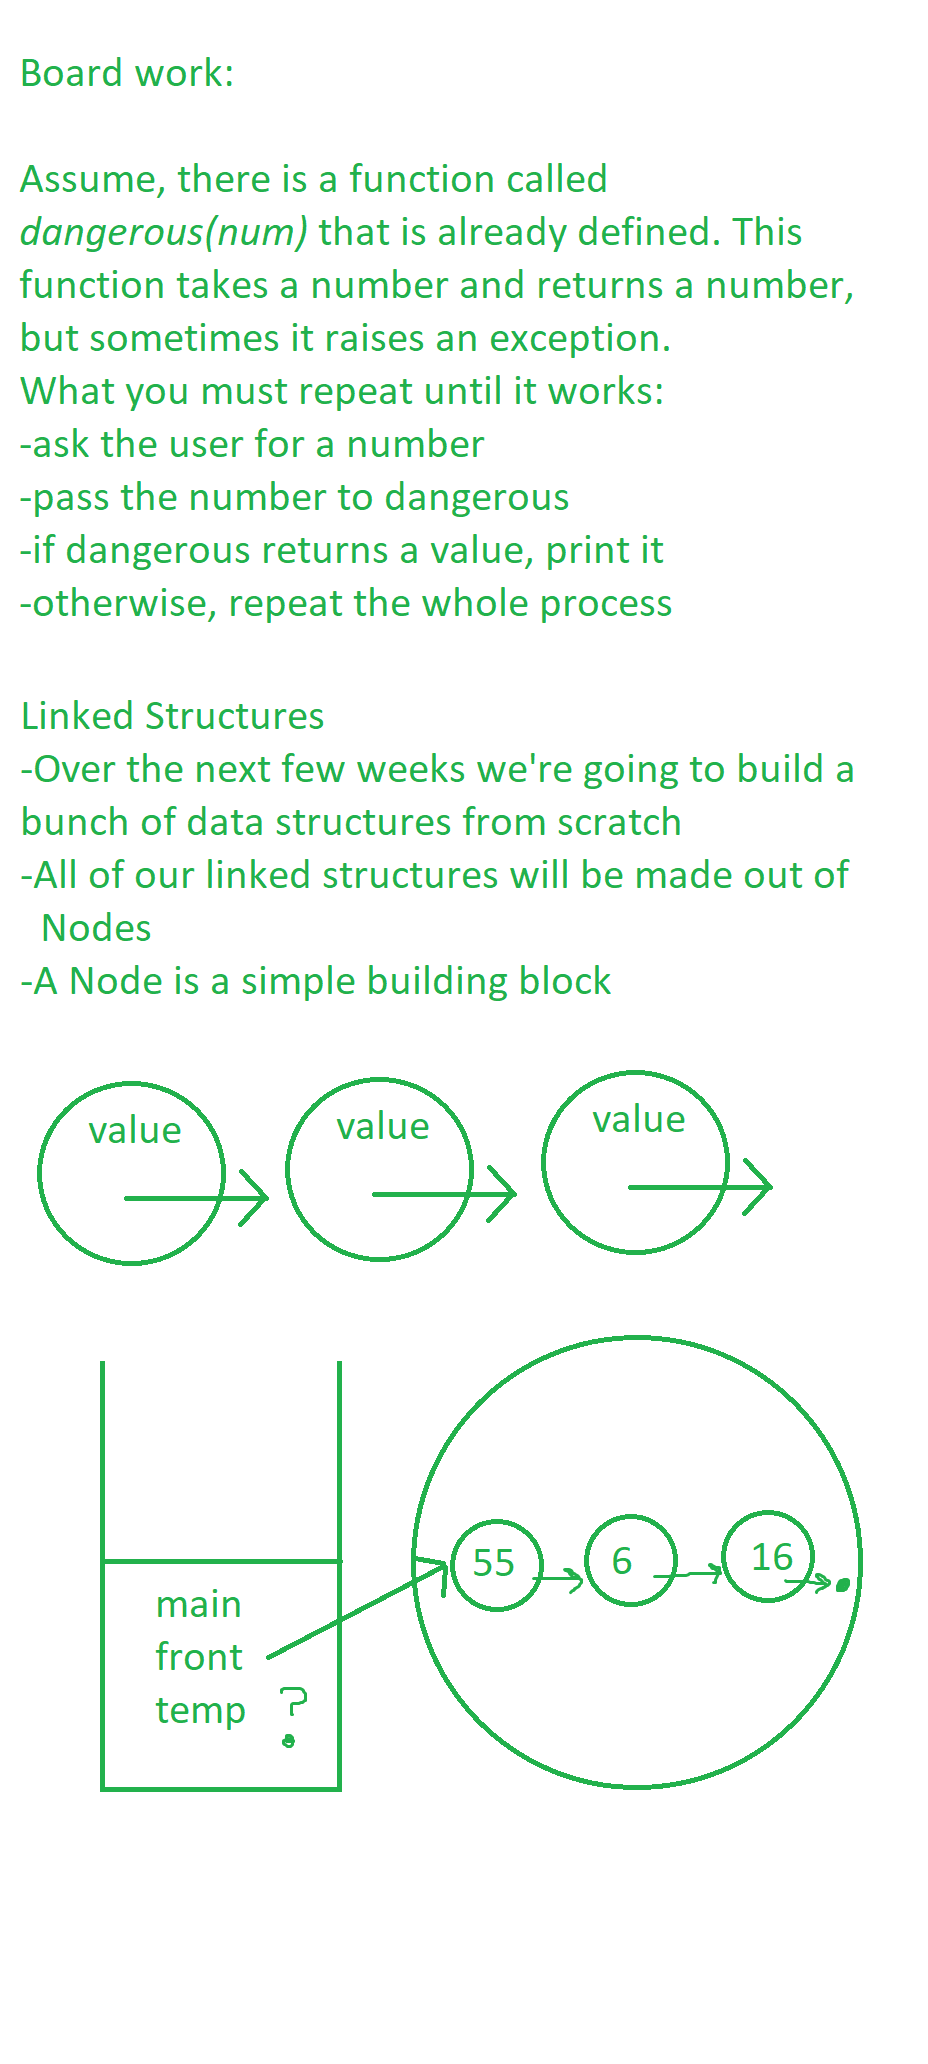 Board work:
Assume, there is a function called
dangerous(num) that is already defined. This
function takes a number and returns a number,
but sometimes it raises an exception.
What you must repeat until it works:
-ask the user for a number
-pass the number to dangerous
-if dangerous returns a value, print it
-otherwise, repeat the whole process
Linked Structures
-Over the next few weeks we're going to build a
bunch of data structures from scratch
-All of our linked structures will be made out of
Nodes
-A Node is a simple building block
value value value
55 6 16
main
front
temp ?